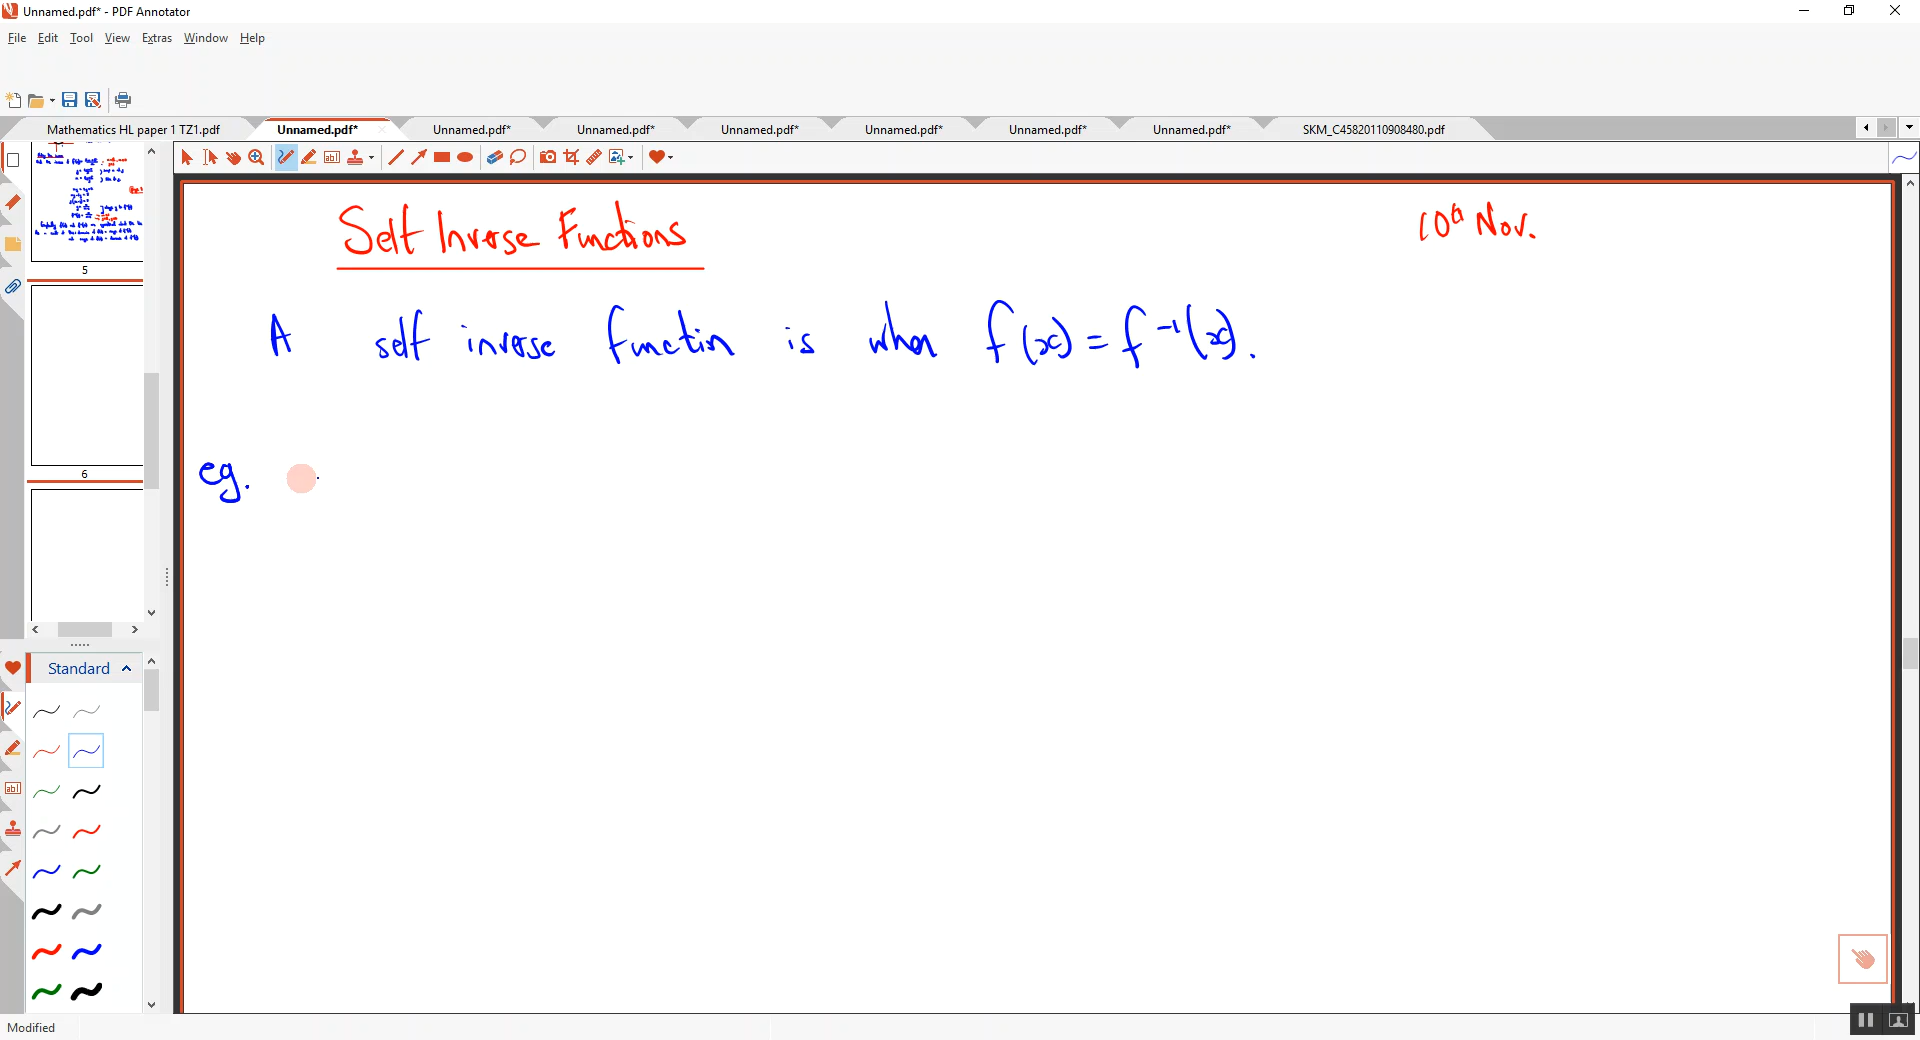 Unnamed.pdf* - PDF Annotator
File Edit Tool View Extras Window Help
Mathematics HL paper 1 TZ1.pdf Unnamed.pdf* Unnamed.pdf* Unnamed.pdf* Unnamed.pdf* Unnamed.pdf* Unnamed.pdf* Unnamed.pdf* SKM_C45820110908480.pdf
Self Inverse Functions
10th Nov.
A self inverse function is when f(x) = f⁻¹(x).
eg.
5
6
Standard
Modified